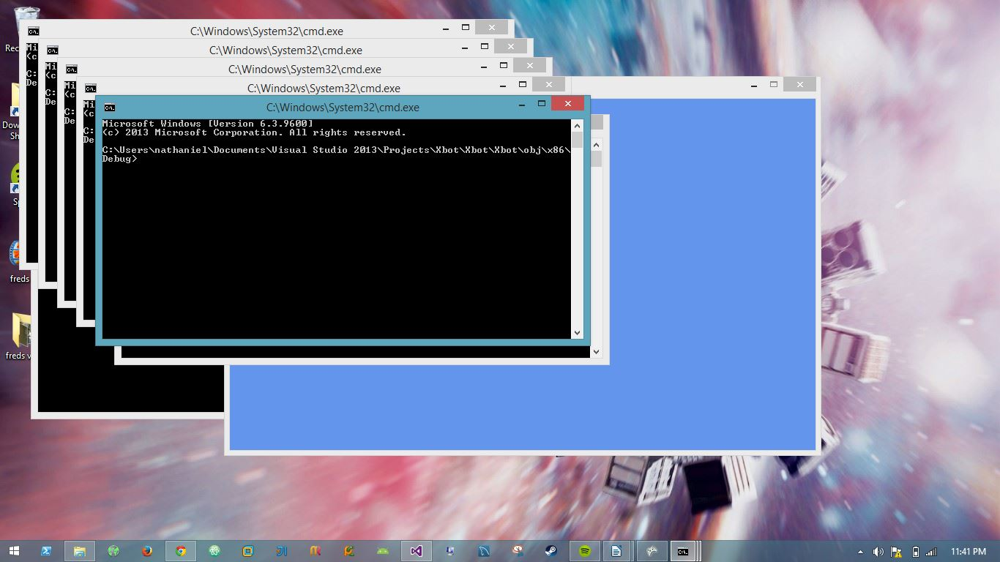 C:\Windows\System32\cmd.exe
C:\Windows\System32\cmd.exe
C:\Windows\System32\cmd.exe
C:\Windows\System32\cmd.exe
C:\Windows\System32\cmd.exe
Microsoft Windows [Version 6.3.9600]
(c) 2013 Microsoft Corporation. All rights reserved.
C:\Users\nathaniel\Documents\Visual Studio 2013\Projects\Xbot\Xbot\Xbot\obj\x86\
Debug>
Rec
Mi
(c
C:
De
Mi
(c
C:
De
Mi
(c
C:
De
Mi
(c
C:
De
Dow
Sh
Sp
freds
freds v
11:41 PM